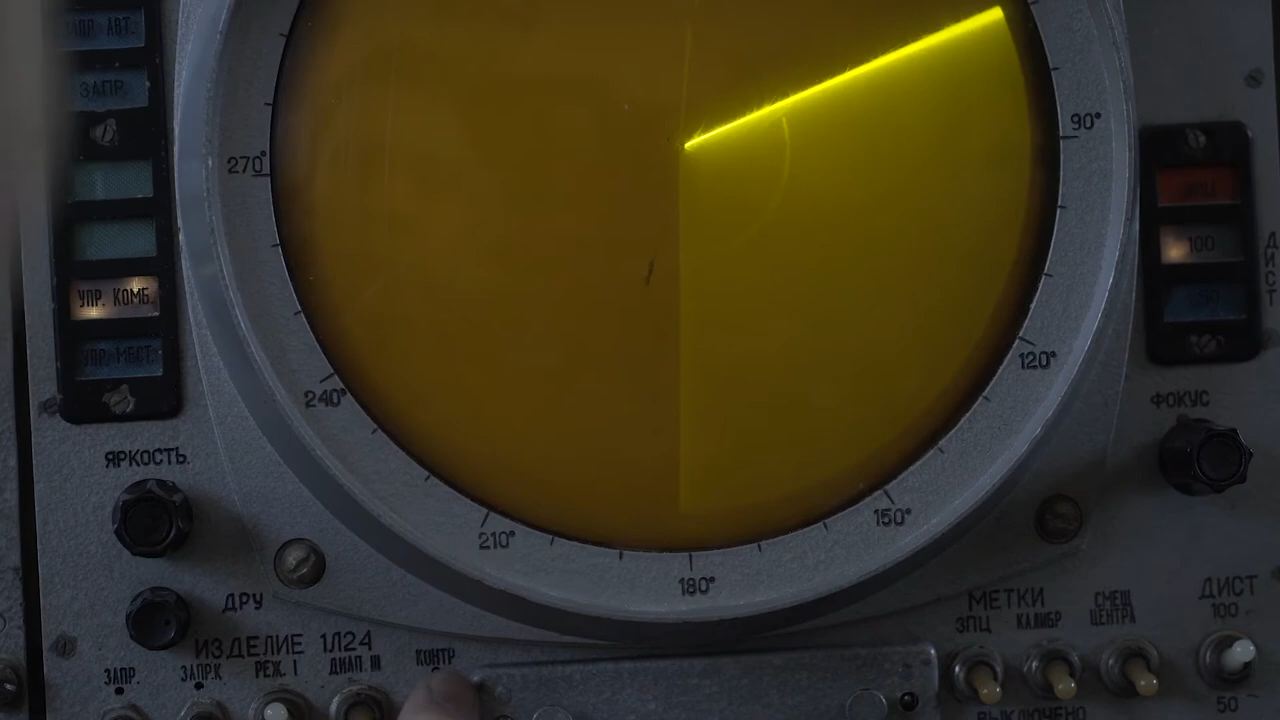 АВТ.
ЗАПР.
УПР. КОМБ.
УПР. МЕСТ.
ЯРКОСТЬ.
ДРУ
ИЗДЕЛИЕ 1Л24
ЗАПР.
ЗАПР.К
РЕЖ. I
ДИАП. III
КОНТР
270°
240°
210°
180°
150°
120°
90°
100
50
ДИСТ
ФОКУС
МЕТКИ
ЗПЦ
КАЛИБР
СМЕЩ
ЦЕНТРА
ДИСТ
100
50
ВЫКЛЮЧЕНО